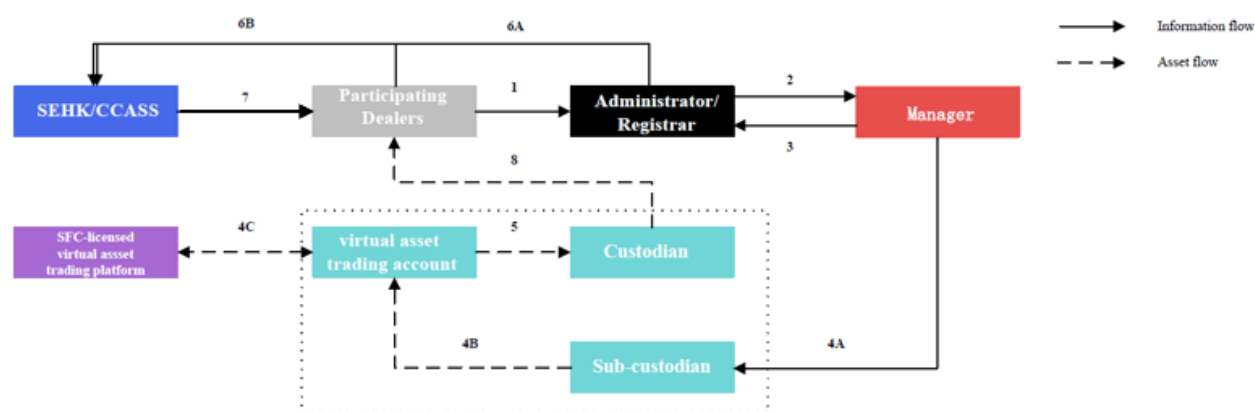 6B
6A
Information flow
Asset flow
SEHK/CCASS
7
Participating
Dealers
1
Administrator/
Registrar
2
3
Manager
8
SFC-licensed
virtual assset
trading platform
4C
virtual asset
trading account
5
Custodian
4B
Sub-custodian
4A